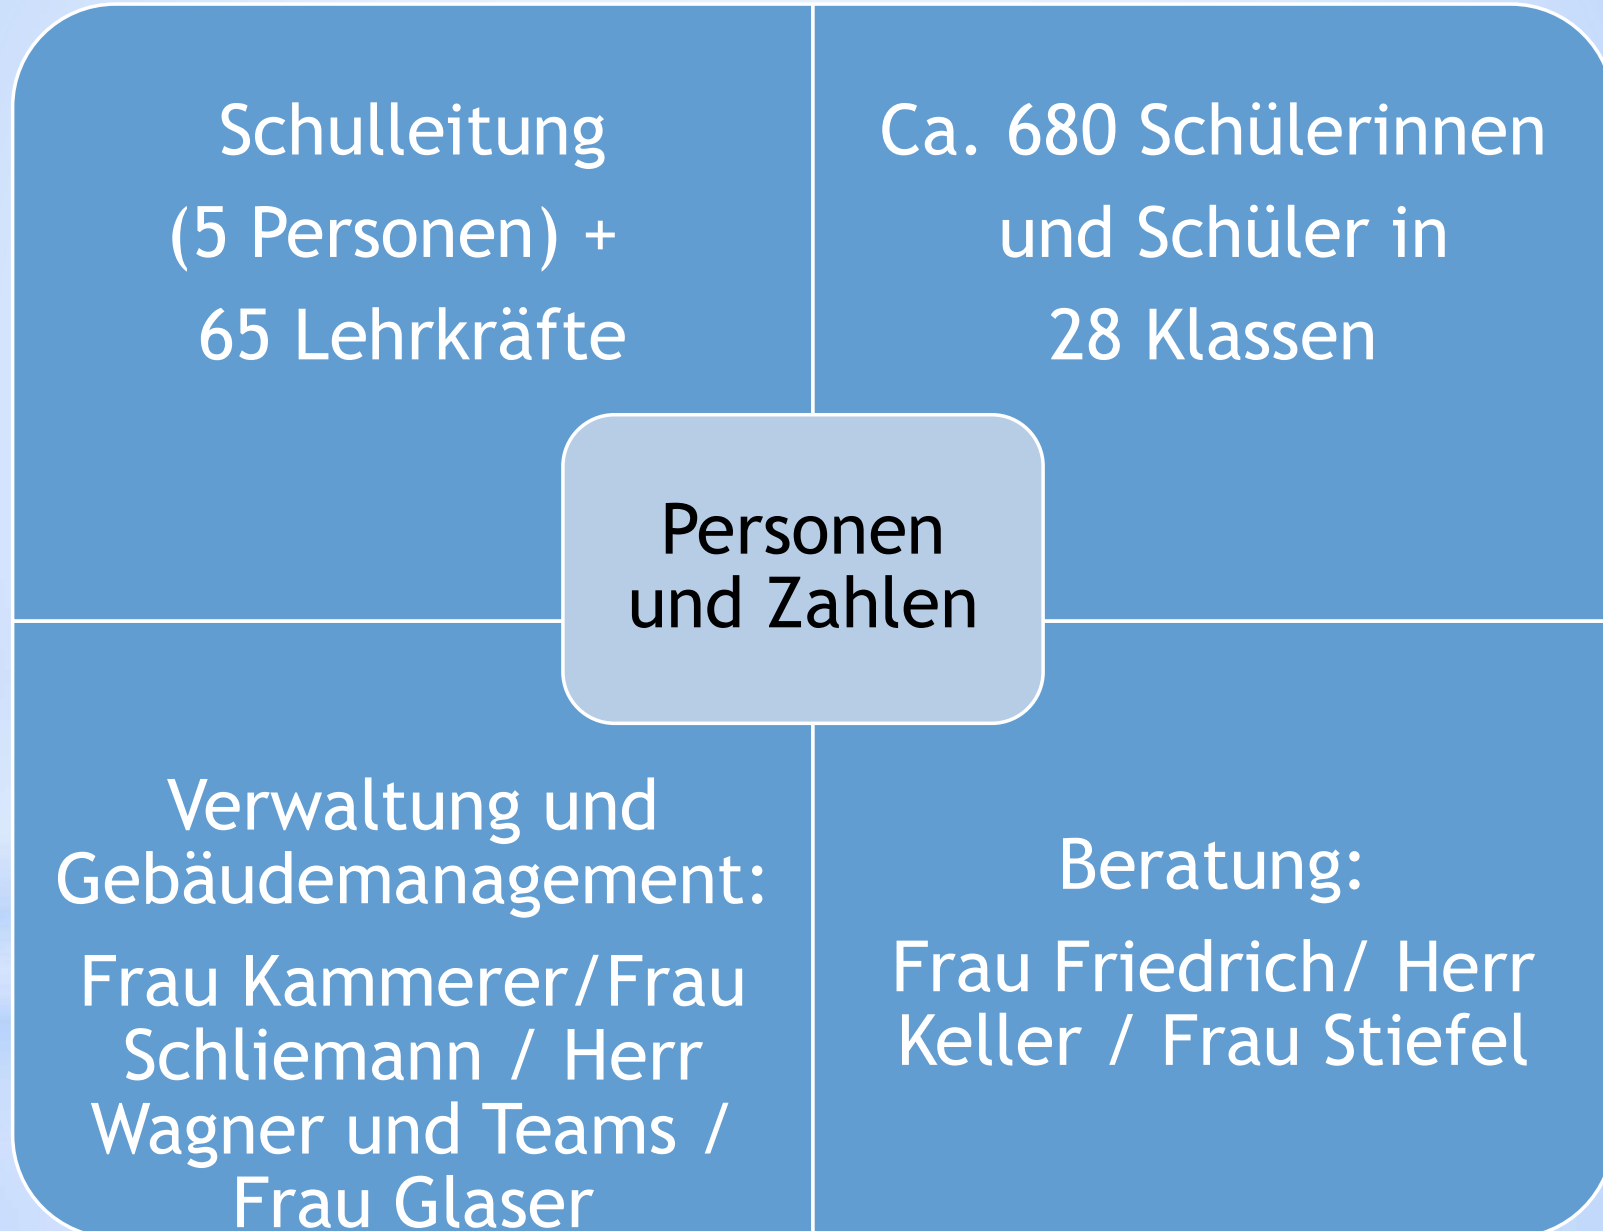 Schulleitung
(5 Personen) +
65 Lehrkräfte
Ca. 680 Schülerinnen
und Schüler in
28 Klassen
Personen
und Zahlen
Verwaltung und
Gebäudemanagement:
Frau Kammerer/Frau
Schliemann / Herr
Wagner und Teams /
Frau Glaser
Beratung:
Frau Friedrich/ Herr
Keller / Frau Stiefel